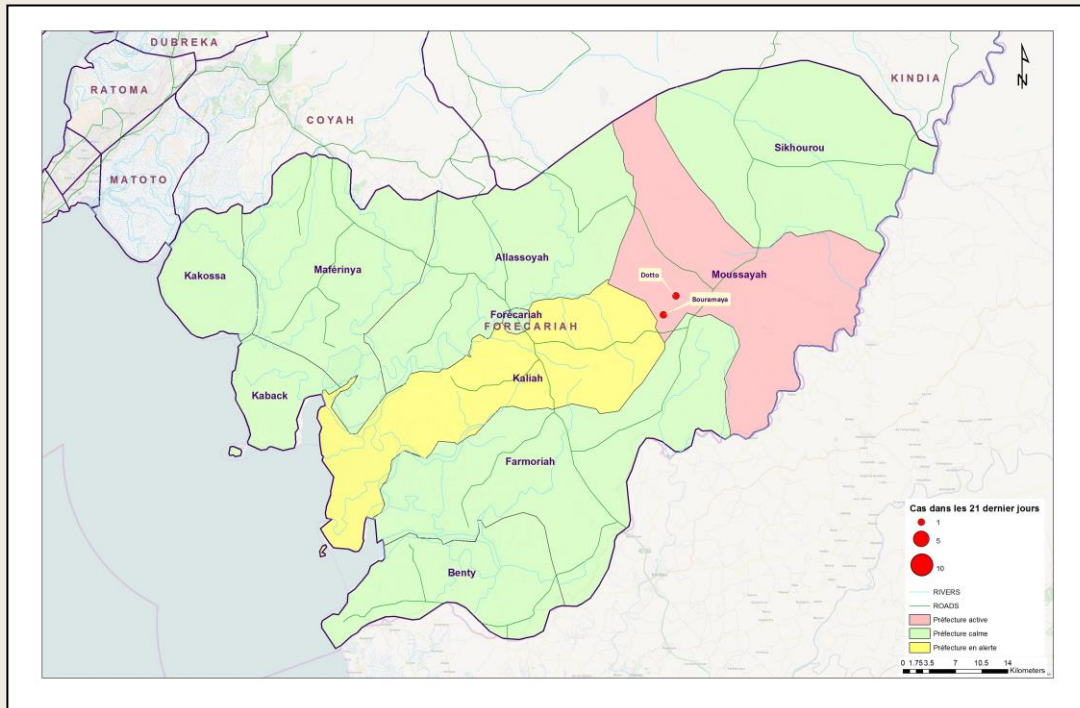 DUBREKA
RATOMA
KINDIA
COYAH
MATOTO
Sikhourou
Kakossa
Maférinya
Allassoyah
Moussayah
Dotto
Bouramaya
Forécariah
FORECARIAH
Kaliah
Kaback
Farmoriah
Benty
N
Cas dans les 21 dernier jours
1
5
10
RIVERS
ROADS
Préfecture active
Préfecture calme
Préfecture en alerte
0 1.75 3.5 7 10.5 14
Kilometers